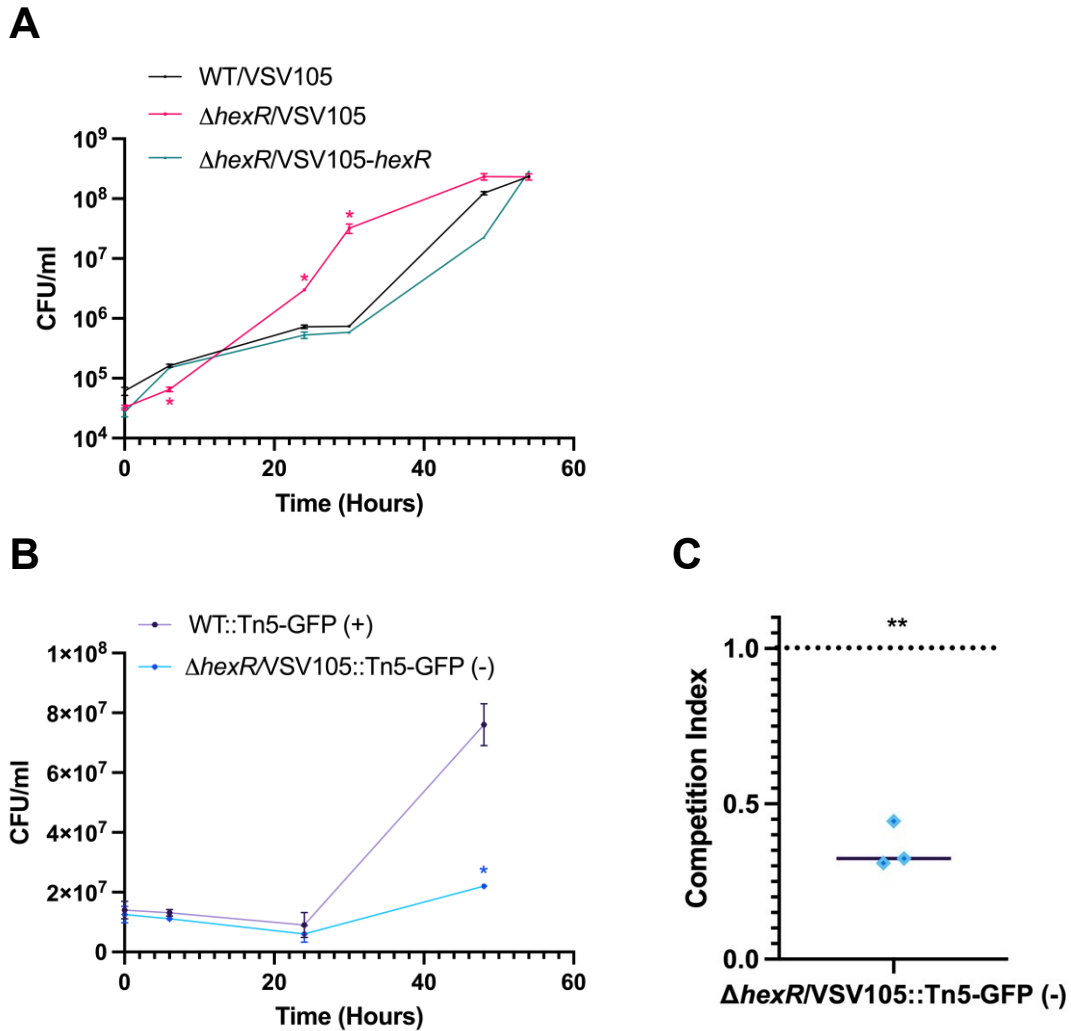 A
WT/VSV105
ΔhexR/VSV105
ΔhexR/VSV105-hexR
10⁹
10⁸
10⁷
10⁶
10⁵
10⁴
CFU/ml
*
*
*
0
20
40
60
Time (Hours)
B
WT::Tn5-GFP (+)
ΔhexR/VSV105::Tn5-GFP (-)
1×10⁸
8×10⁷
6×10⁷
4×10⁷
2×10⁷
0
CFU/ml
*
0
20
40
60
Time (Hours)
C
**
1.0
0.5
0.0
Competition Index
ΔhexR/VSV105::Tn5-GFP (-)